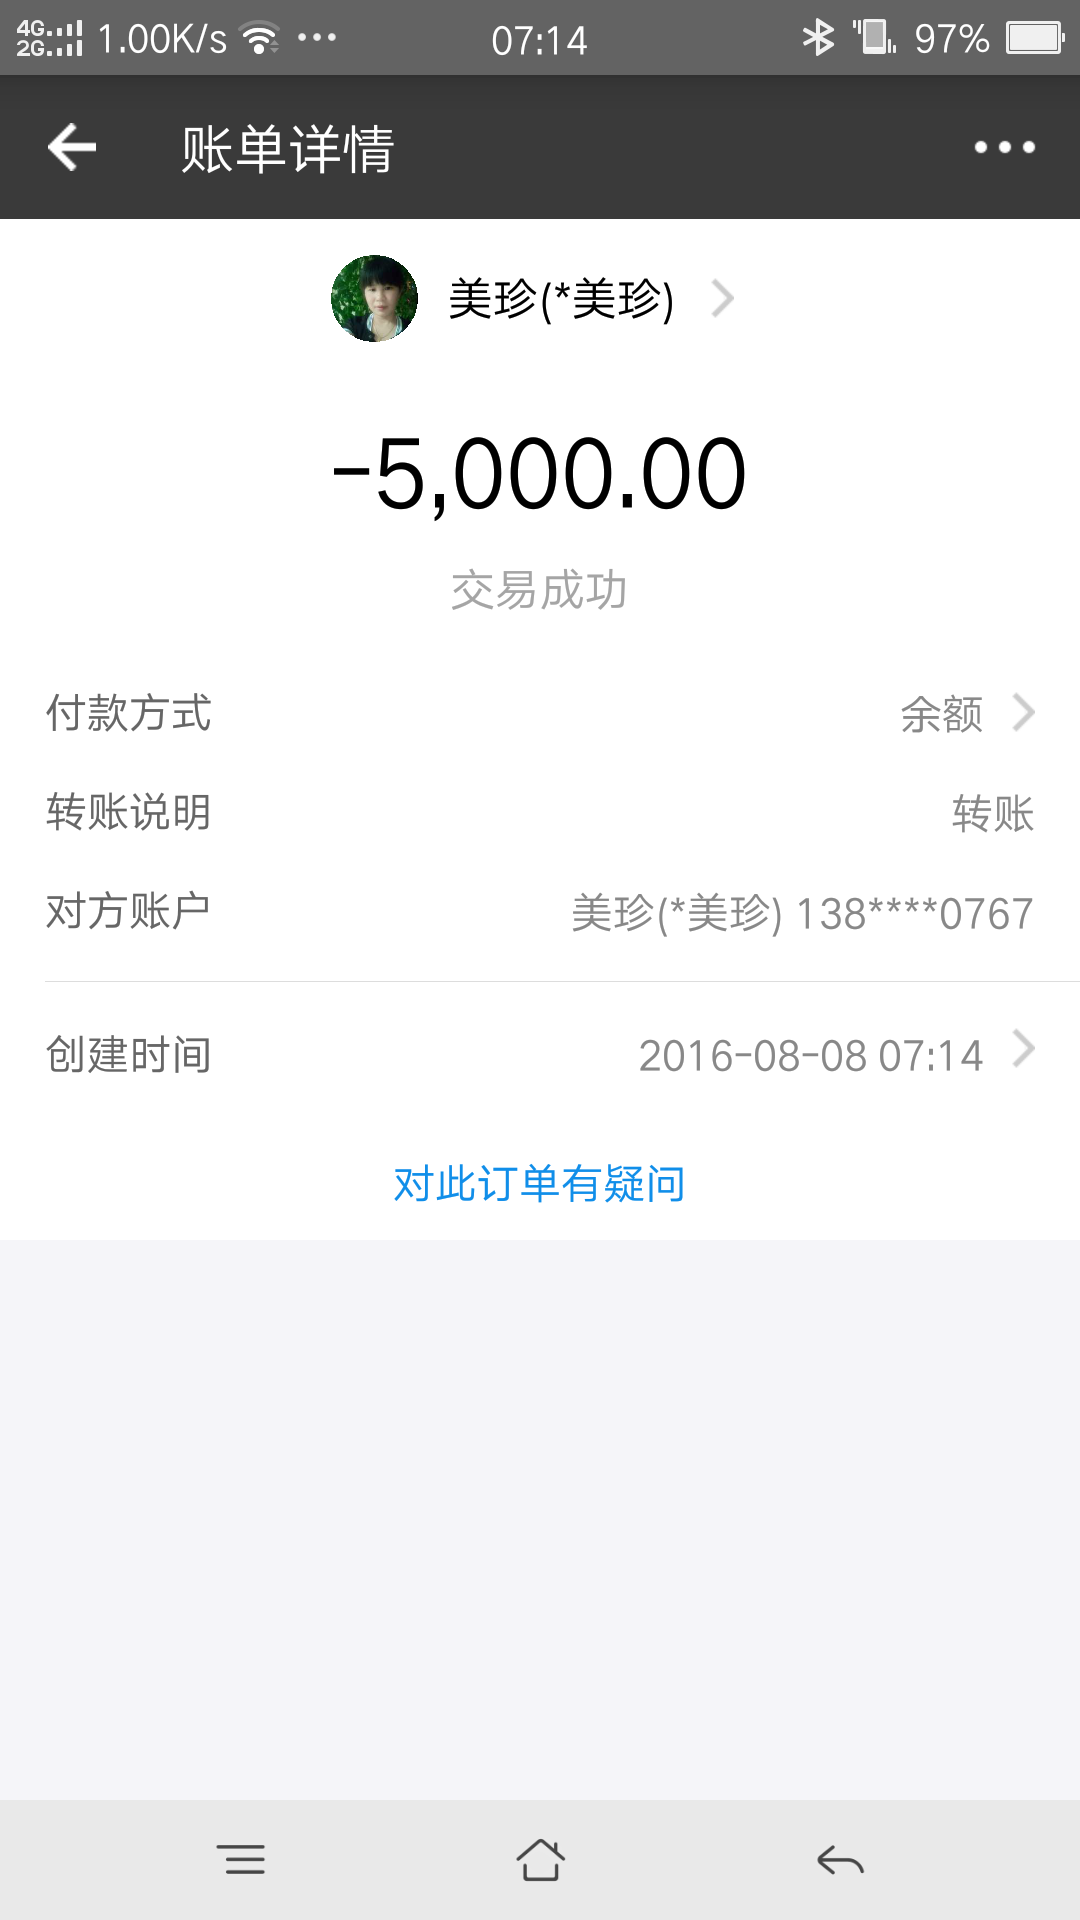 4G 2G 1.00K/s 07:14 97%
账单详情
美珍(*美珍)
-5,000.00
交易成功
付款方式 余额
转账说明 转账
对方账户 美珍(*美珍) 138****0767
创建时间 2016-08-08 07:14
对此订单有疑问